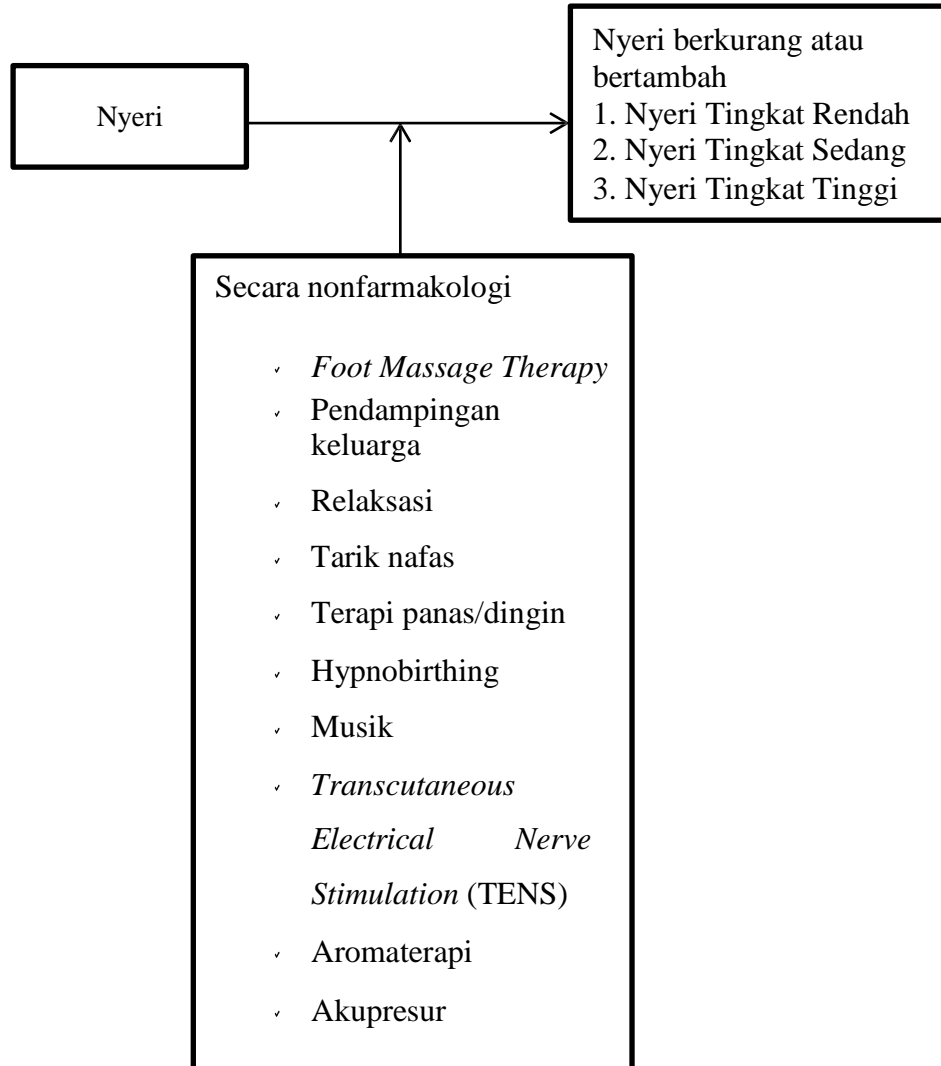 Nyeri
Nyeri berkurang atau
bertambah
1. Nyeri Tingkat Rendah
2. Nyeri Tingkat Sedang
3. Nyeri Tingkat Tinggi
Secara nonfarmakologi
✓ Foot Massage Therapy
✓ Pendampingan
keluarga
✓ Relaksasi
✓ Tarik nafas
✓ Terapi panas/dingin
✓ Hypnobirthing
✓ Musik
✓ Transcutaneous
Electrical Nerve
Stimulation (TENS)
✓ Aromaterapi
✓ Akupresur